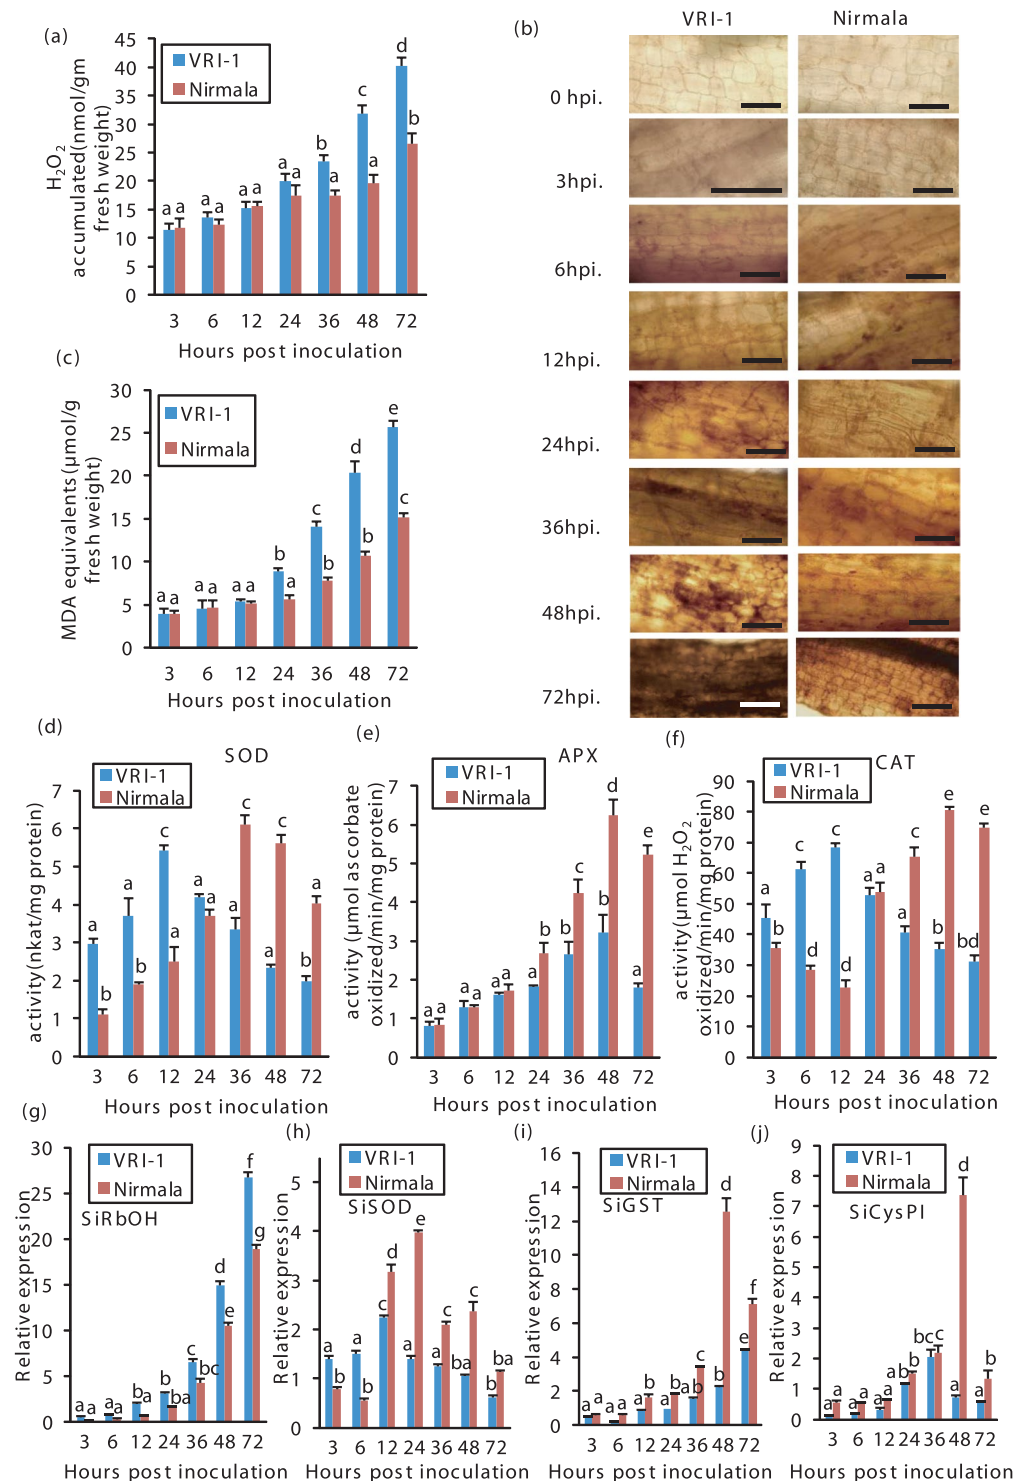 (a)
H2O2
accumulated(nmol/gm
fresh weight)
45
40
35
30
25
20
15
10
5
0
VRI-1
Nirmala
a a a a a a a a b a c a d b
3 6 12 24 36 48 72
Hours post inoculation
(b)
VRI-1 Nirmala
0 hpi.
3hpi.
6hpi.
12hpi.
24hpi.
36hpi.
48hpi.
72hpi.
(c)
MDA equivalents(µmol/g
fresh weight)
30
25
20
15
10
5
0
VRI-1
Nirmala
a a a a a a b a c b d b e c
3 6 12 24 36 48 72
Hours post inoculation
(d)
SOD
VRI-1
Nirmala
activity(nkat/mg protein)
7
6
5
4
3
2
1
0
a b a b c a a a a c b c b a
3 6 12 24 36 48 72
Hours post inoculation
(e)
APX
VRI-1
Nirmala
activity (µmol ascorbate
oxidized/min/mg protein)
7
6
5
4
3
2
1
0
a a a a a a a b b c b d a e
3 6 12 24 36 48 72
Hours post inoculation
(f)
CAT
VRI-1
Nirmala
activity(µmol H2O2
oxidized/min/mg protein)
90
80
70
60
50
40
30
20
10
0
a b c d c d a a a c b e bd e
3 6 12 24 36 48 72
Hours post inoculation
(g)
VRI-1
Nirmala
SiRbOH
Relative expression
30
25
20
15
10
5
0
a a a a b a b ba c bc d e f g
3 6 12 24 36 48 72
Hours post inoculation
(h)
VRI-1
Nirmala
SiSOD
Relative expression
5
4
3
2
1
0
a b a b c d a e a c ba c b ba
3 6 12 24 36 48 72
Hours post inoculation
(i)
VRI-1
Nirmala
SiGST
Relative expression
16
14
12
10
8
6
4
2
0
a a a a a b a b ab c b d e f
3 6 12 24 36 48 72
Hours post inoculation
(j)
VRI-1
Nirmala
SiCysPI
Relative expression
9
8
7
6
5
4
3
2
1
0
a a a a a a ab b bc c a d a b
3 6 12 24 36 48 72
Hours post inoculation